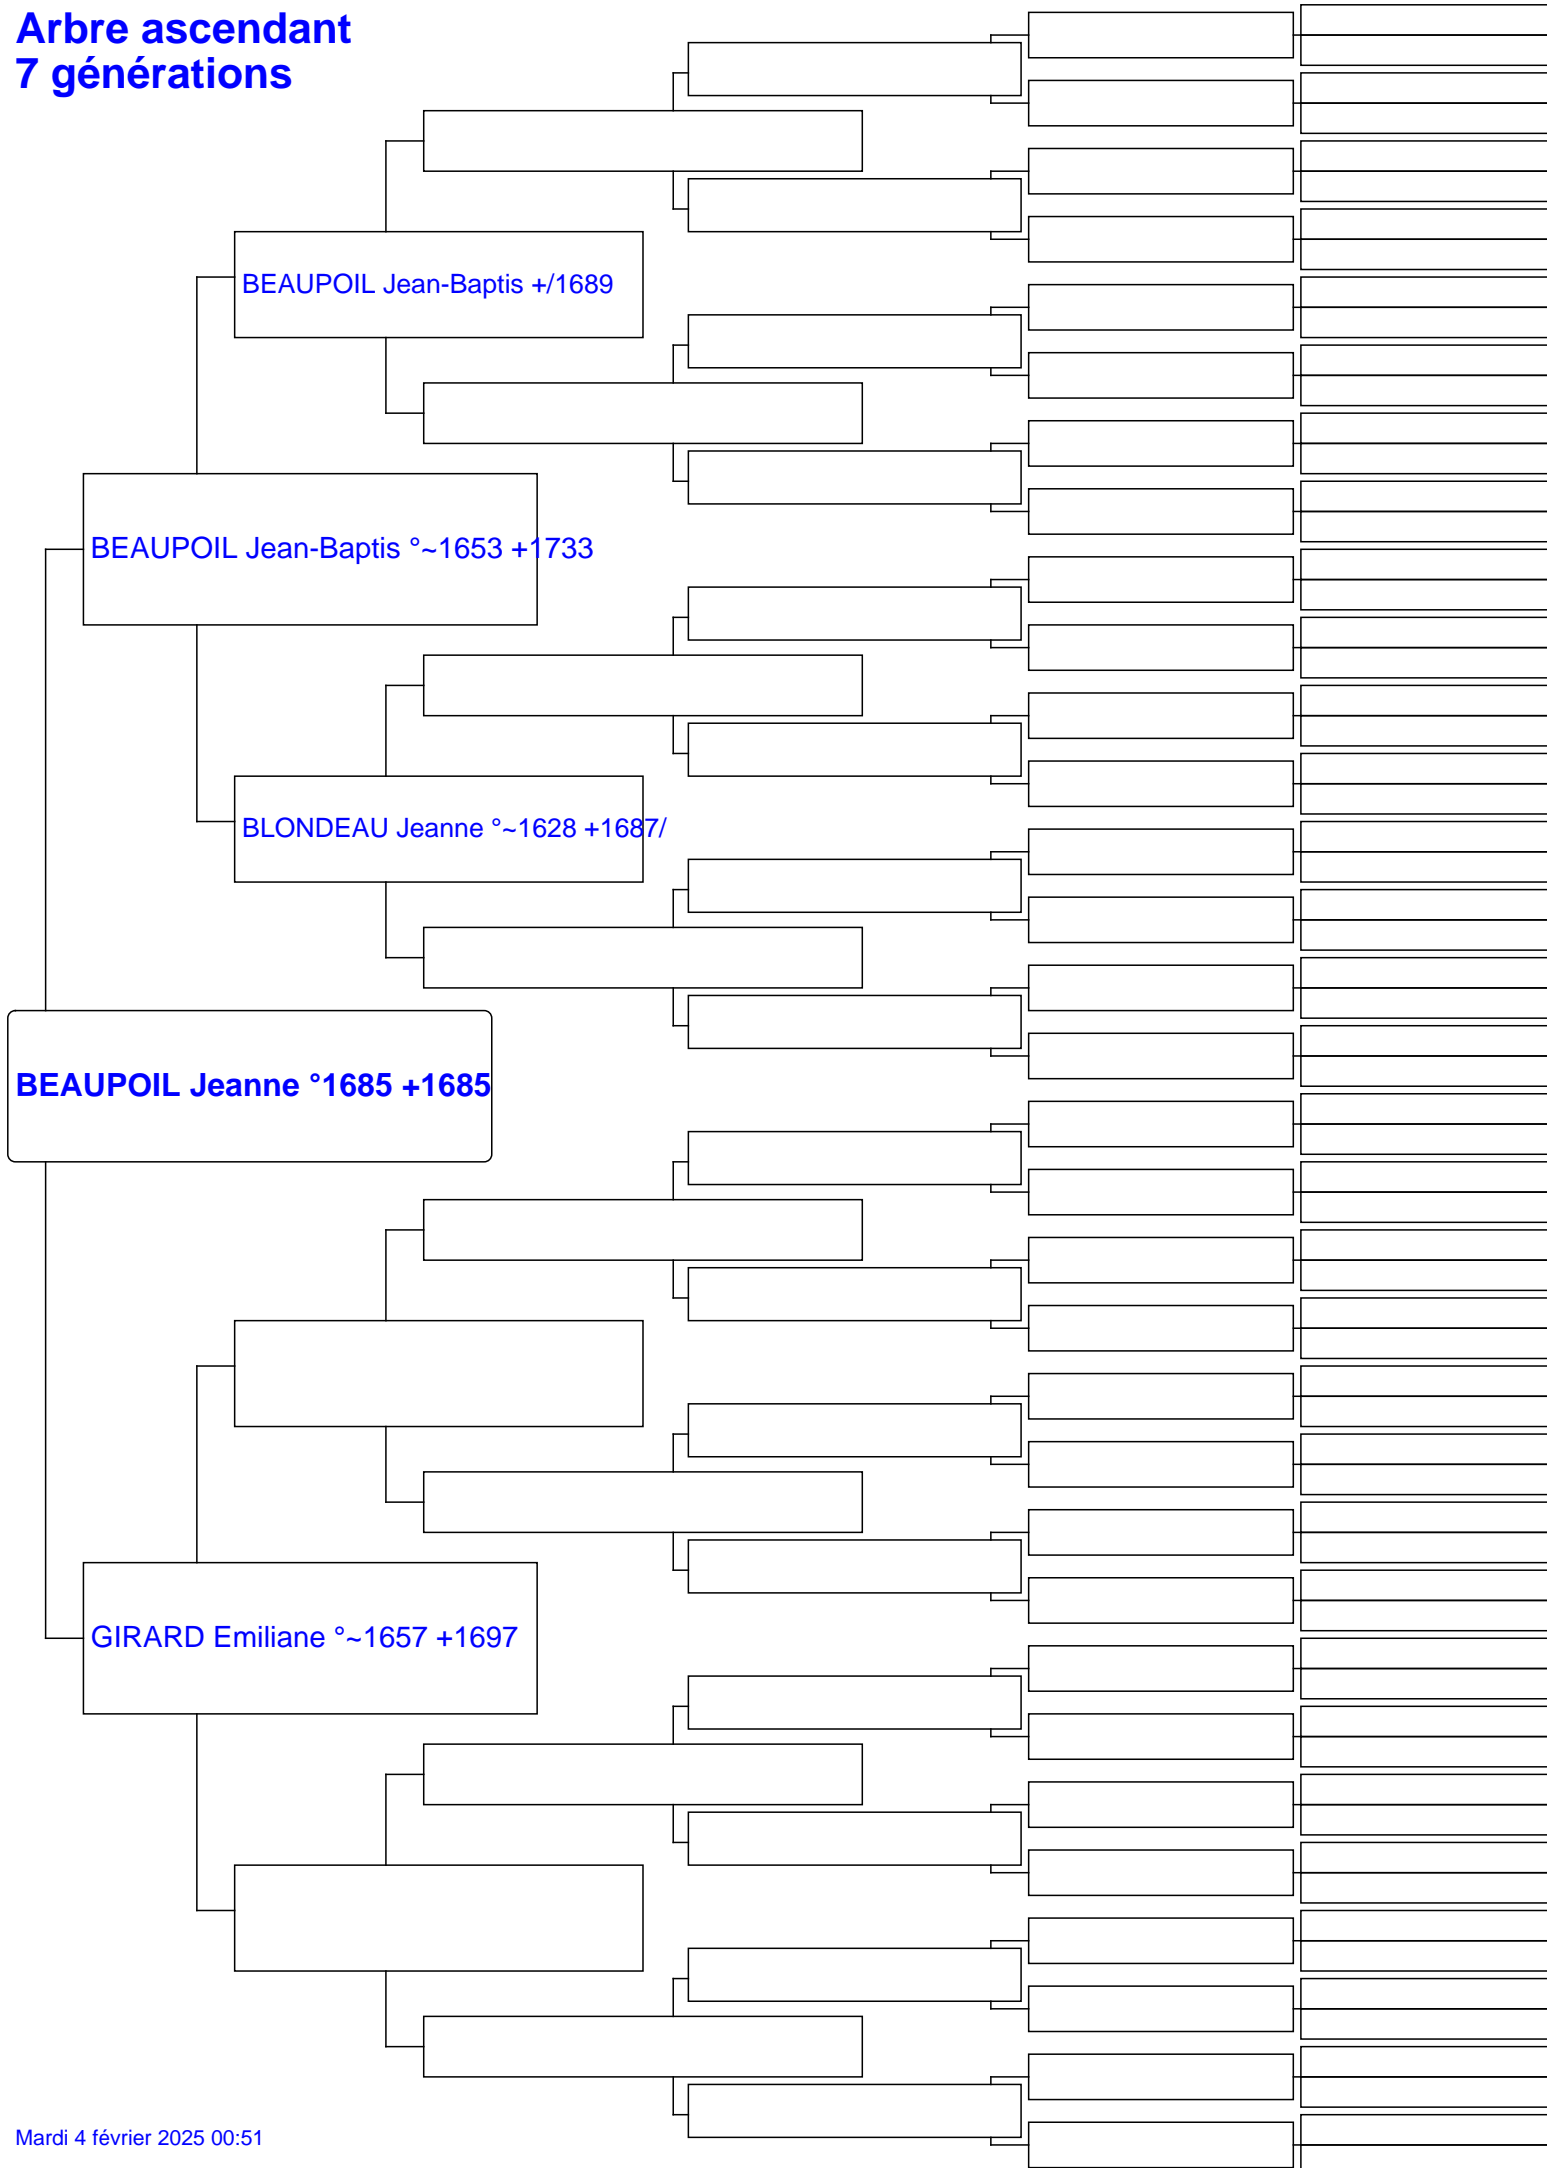 Arbre ascendant
7 générations
BEAUPOIL Jean-Baptis +/1689
BEAUPOIL Jean-Baptis °~1653 +1733
BLONDEAU Jeanne °~1628 +1687/
BEAUPOIL Jeanne °1685 +1685
GIRARD Emiliane °~1657 +1697
Mardi 4 février 2025 00:51